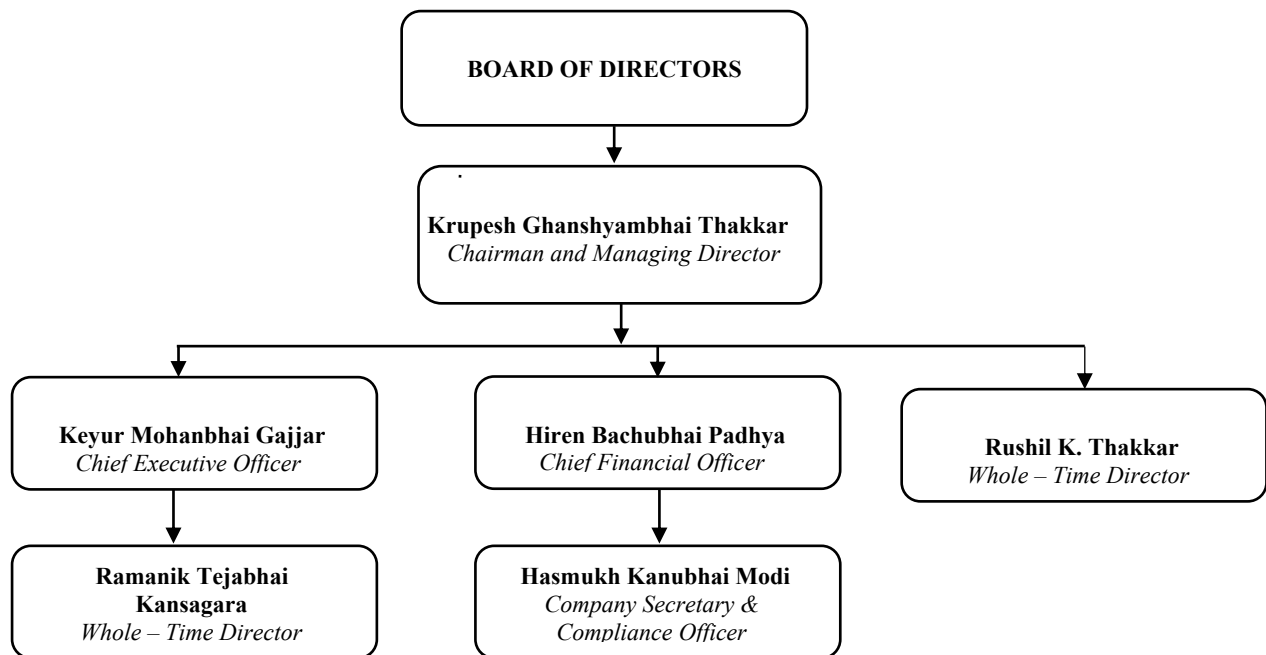 BOARD OF DIRECTORS
Krupesh Ghanshyambhai Thakkar
Chairman and Managing Director
Keyur Mohanbhai Gajjar
Chief Executive Officer
Hiren Bachubhai Padhya
Chief Financial Officer
Rushil K. Thakkar
Whole – Time Director
Ramanik Tejabhai
Kansagara
Whole – Time Director
Hasmukh Kanubhai Modi
Company Secretary &
Compliance Officer